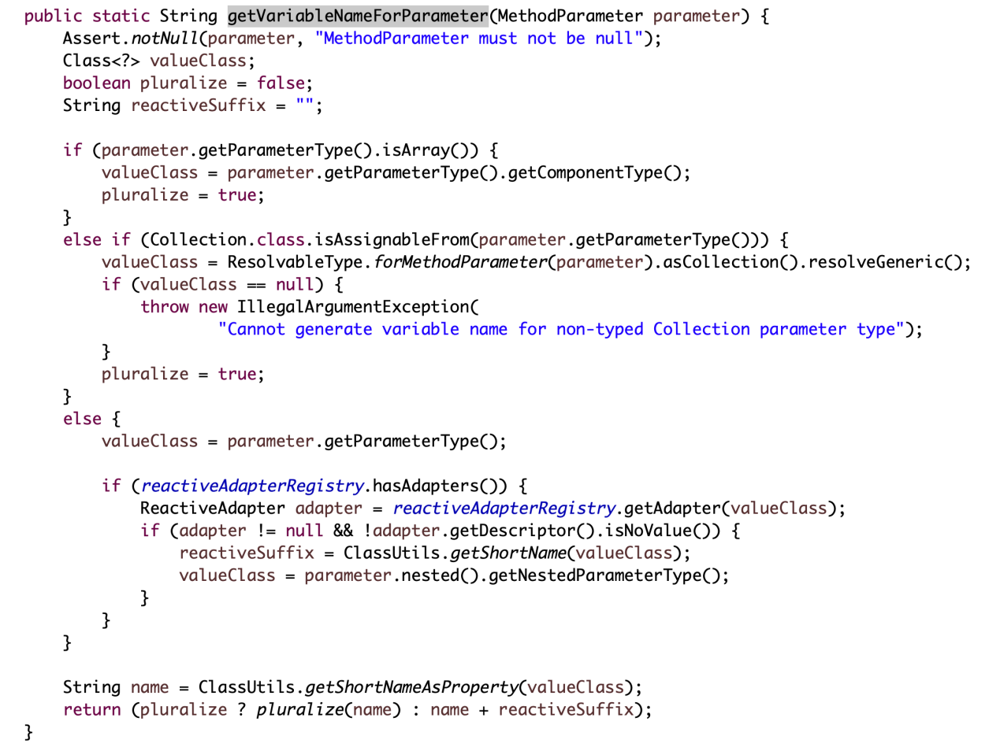 public static String getVariableNameForParameter(MethodParameter parameter) {
    Assert.notNull(parameter, "MethodParameter must not be null");
    Class<?> valueClass;
    boolean pluralize = false;
    String reactiveSuffix = "";

    if (parameter.getParameterType().isArray()) {
        valueClass = parameter.getParameterType().getComponentType();
        pluralize = true;
    }
    else if (Collection.class.isAssignableFrom(parameter.getParameterType())) {
        valueClass = ResolvableType.forMethodParameter(parameter).asCollection().resolveGeneric();
        if (valueClass == null) {
            throw new IllegalArgumentException(
                    "Cannot generate variable name for non-typed Collection parameter type");
        }
        pluralize = true;
    }
    else {
        valueClass = parameter.getParameterType();

        if (reactiveAdapterRegistry.hasAdapters()) {
            ReactiveAdapter adapter = reactiveAdapterRegistry.getAdapter(valueClass);
            if (adapter != null && !adapter.getDescriptor().isNoValue()) {
                reactiveSuffix = ClassUtils.getShortName(valueClass);
                valueClass = parameter.nested().getNestedParameterType();
            }
        }
    }

    String name = ClassUtils.getShortNameAsProperty(valueClass);
    return (pluralize ? pluralize(name) : name + reactiveSuffix);
}